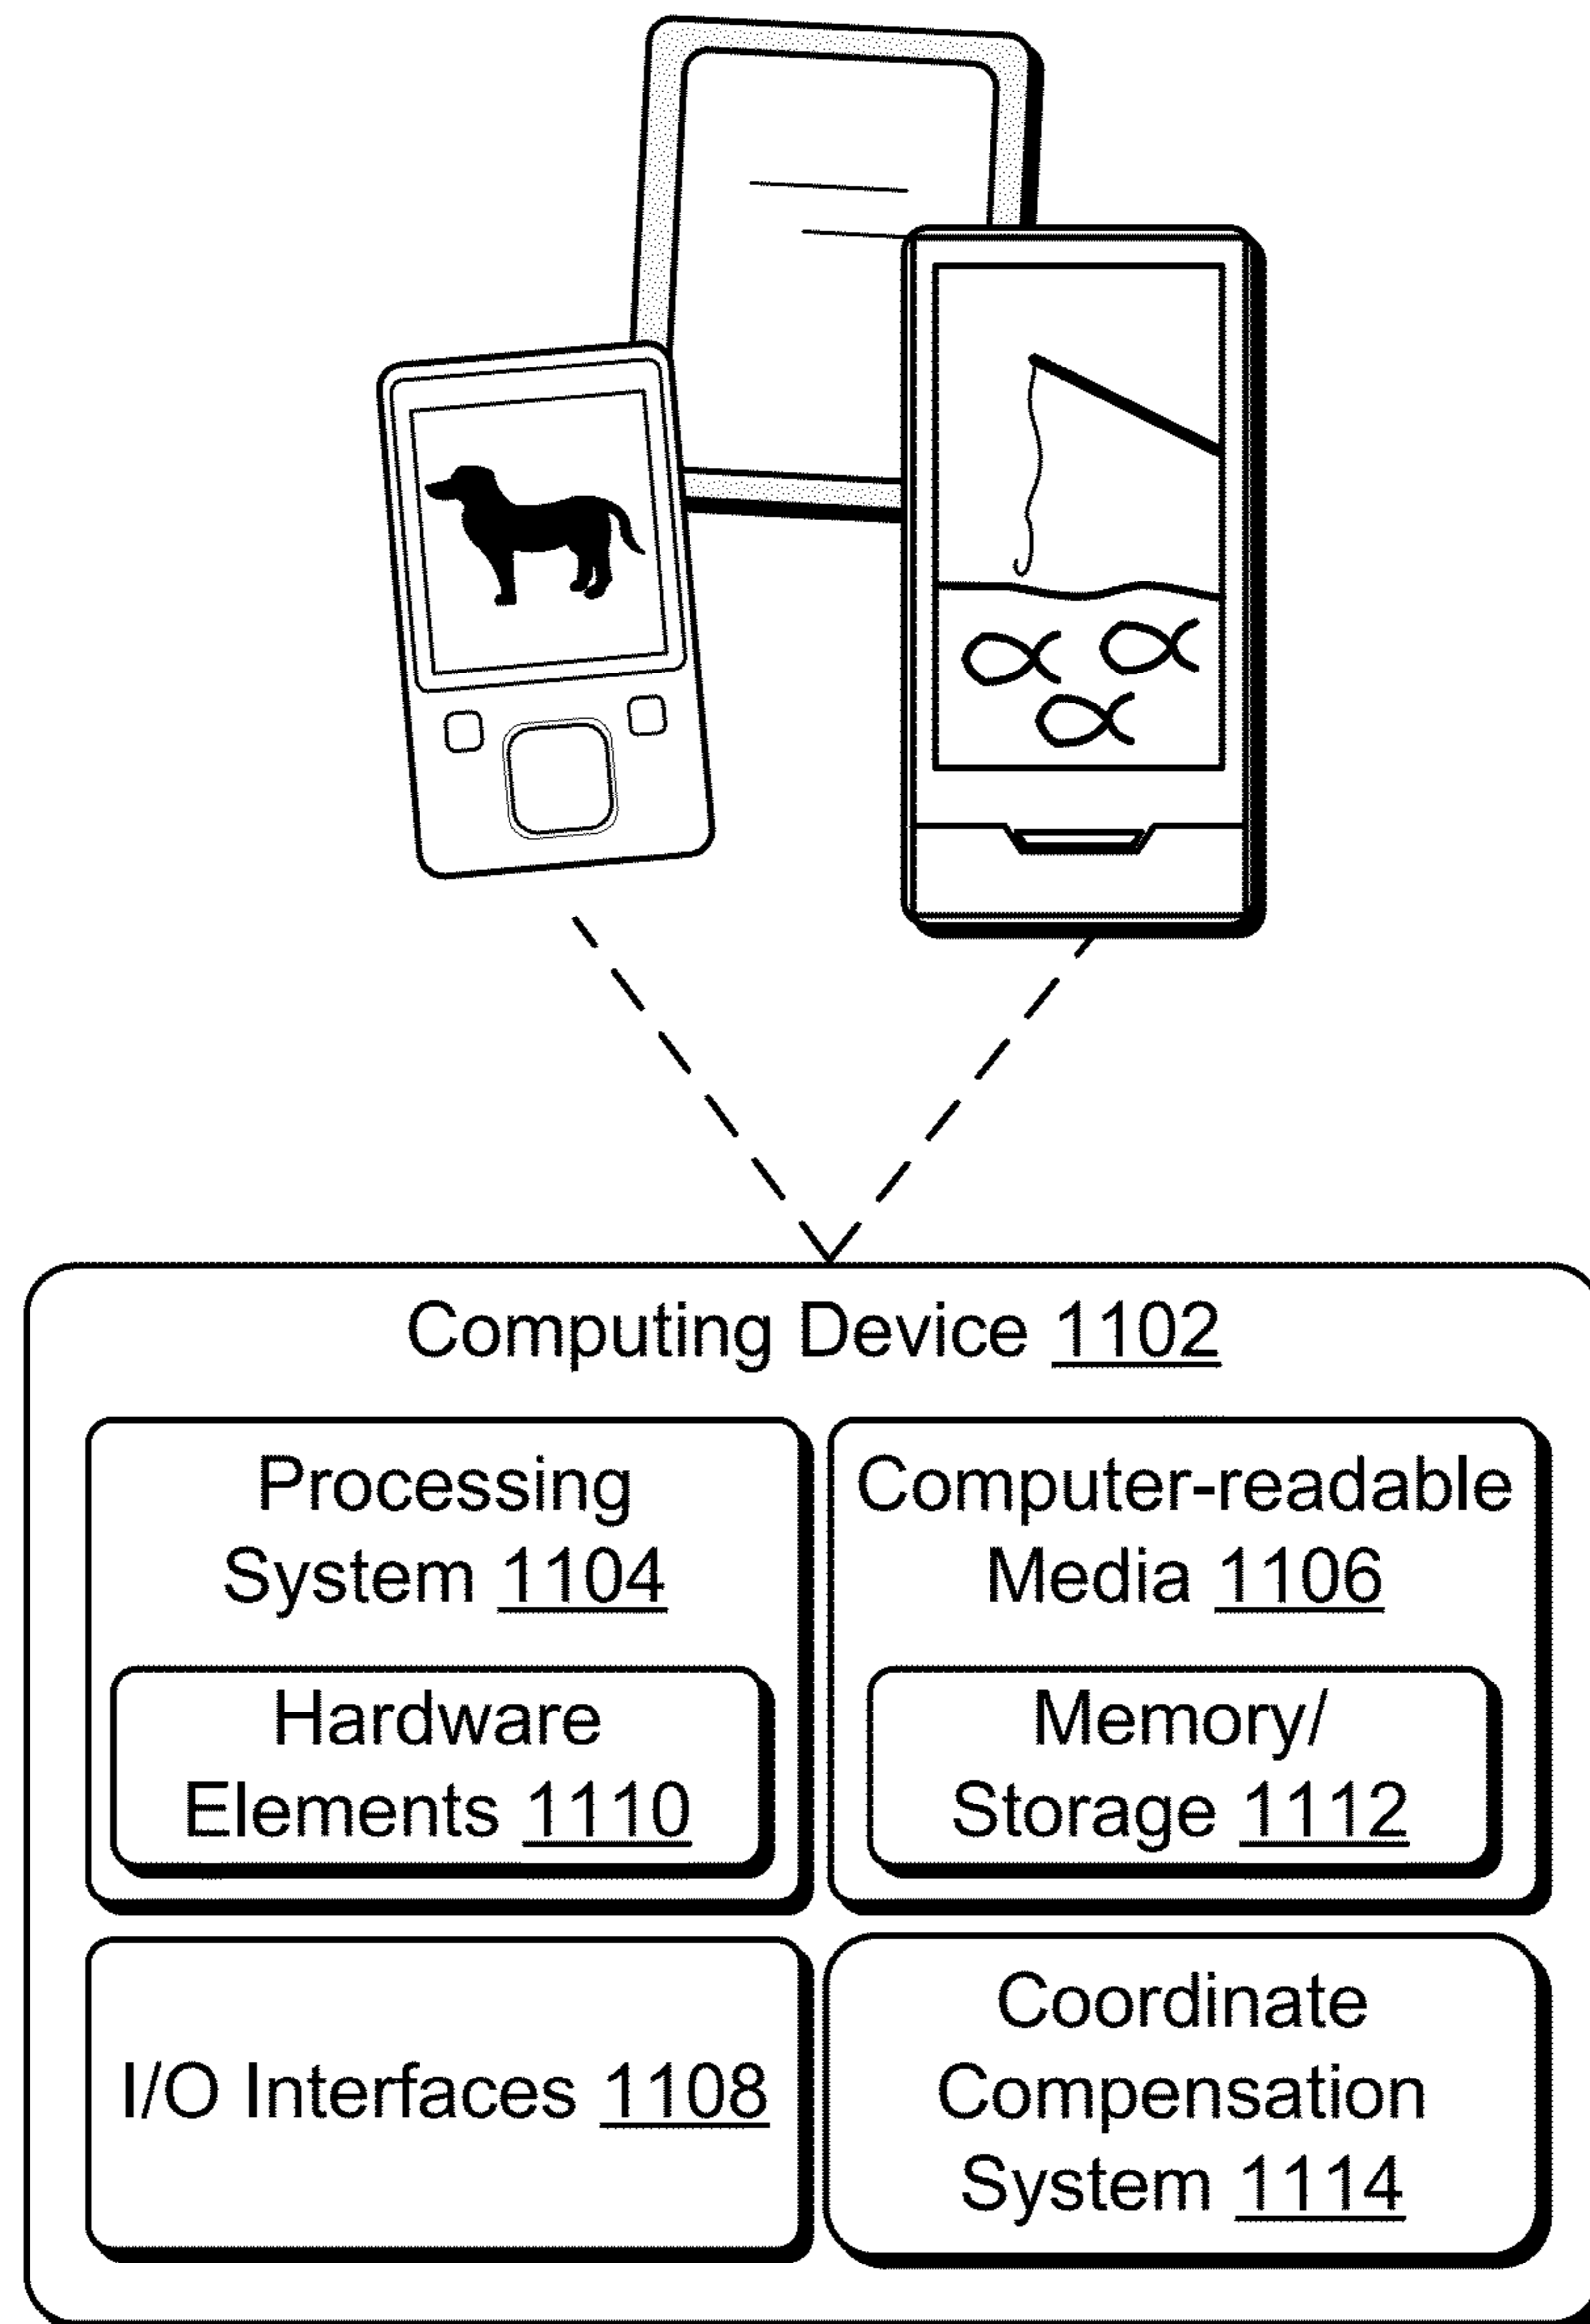 Computing Device 1102
Processing
System 1104
Hardware
Elements 1110
Computer-readable
Media 1106
Memory/
Storage 1112
I/O Interfaces 1108
Coordinate
Compensation
System 1114